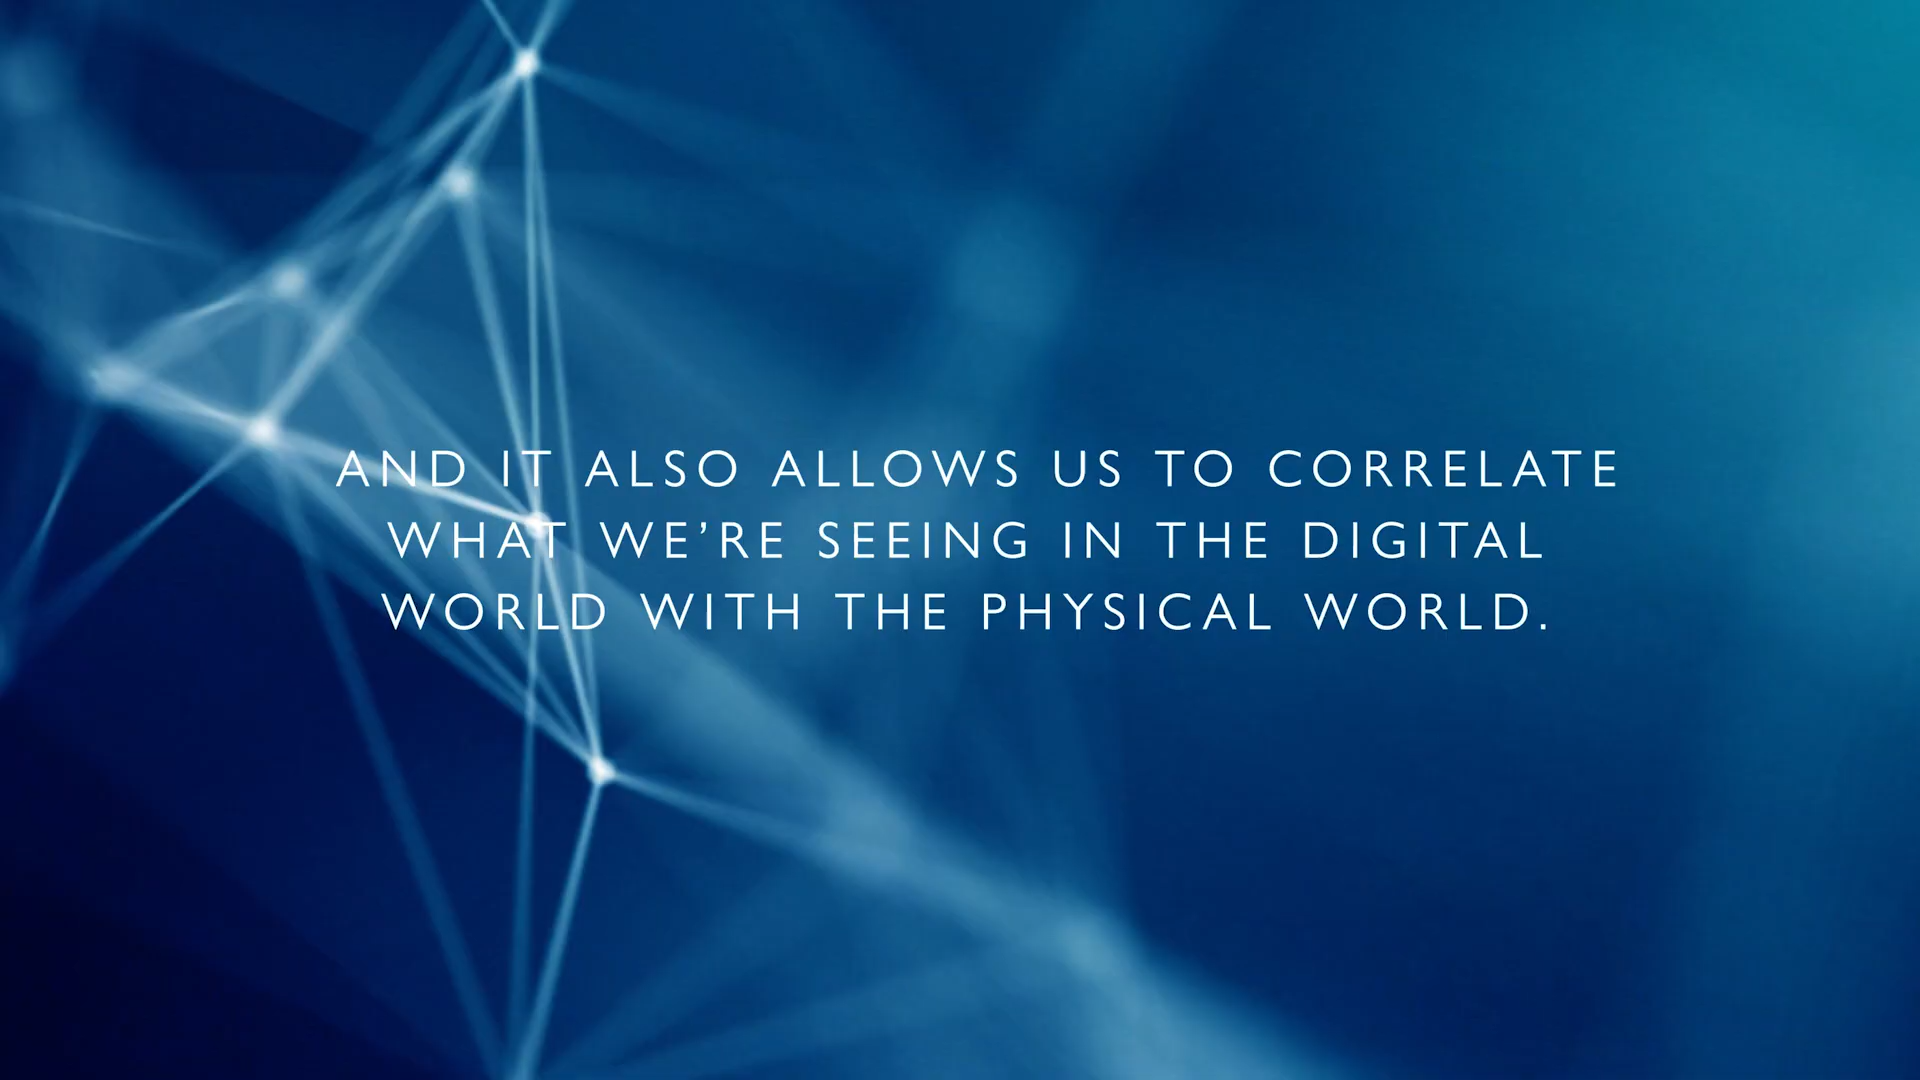 AND IT ALSO ALLOWS US TO CORRELATE
WHAT WE’RE SEEING IN THE DIGITAL
WORLD WITH THE PHYSICAL WORLD.